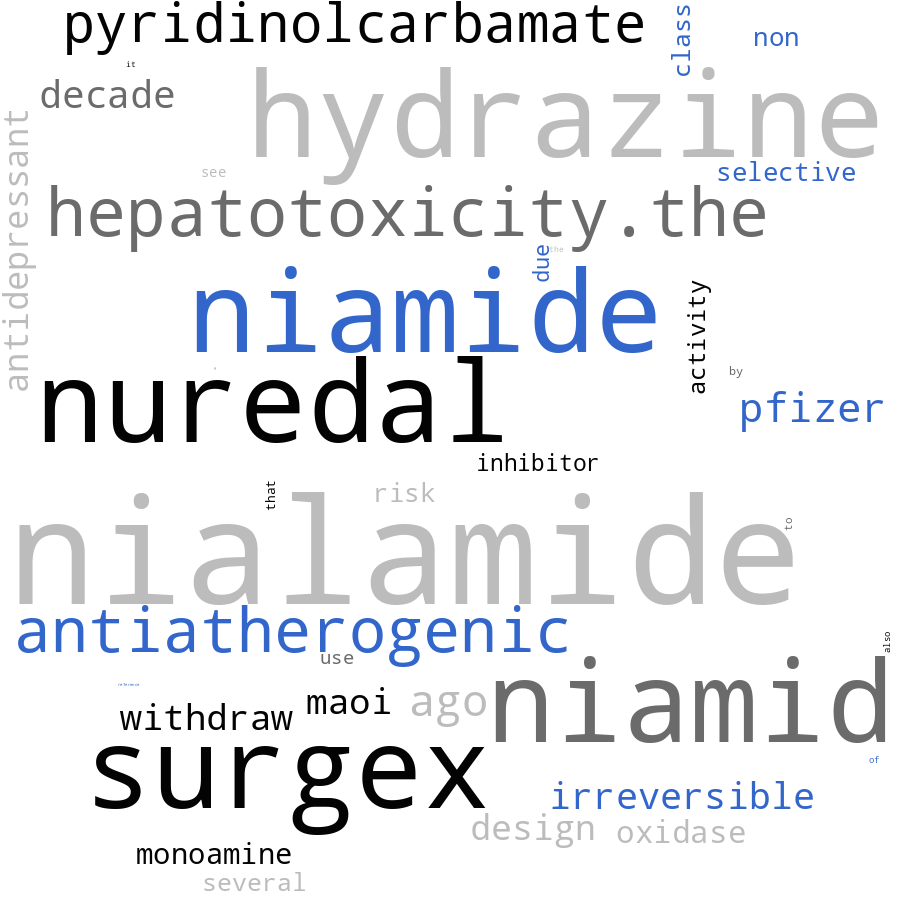 pyridinolcarbamate
class
non
it
decade
hydrazine
antidepressant
see
selective
hepatotoxicity.the
due
the
niamide
activity
nuredal
.
by
pfizer
inhibitor
that
risk
nialamide
to
antiatherogenic
also
use
niamid
reference
maoi
ago
withdraw
surgex
of
irreversible
design
oxidase
monoamine
several